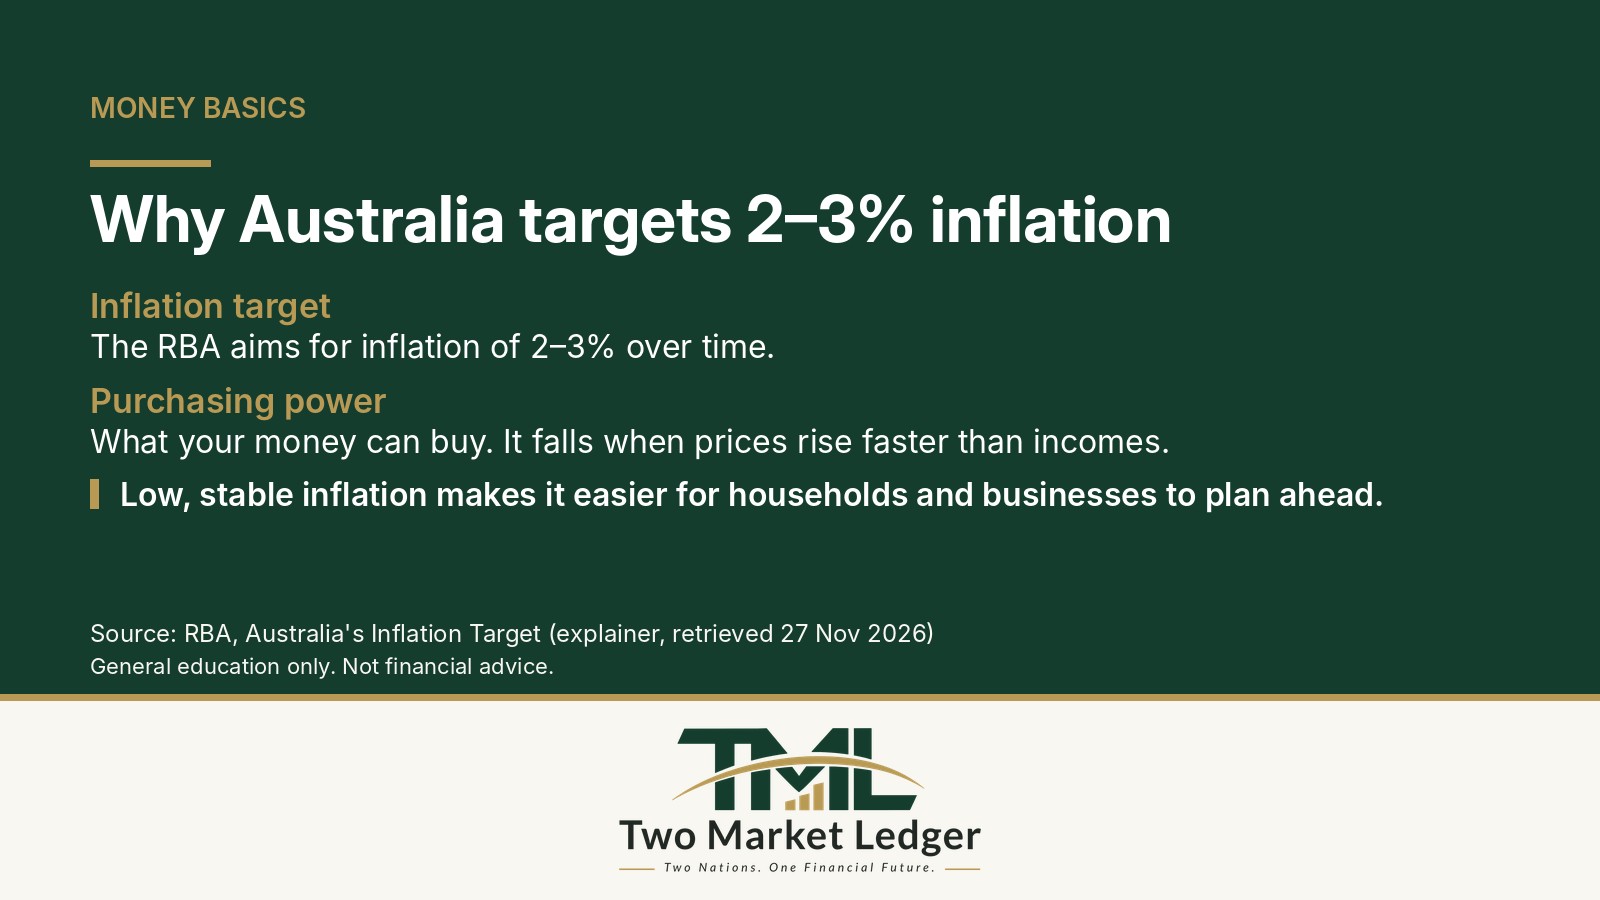 MONEY BASICS
Why Australia targets 2–3% inflation
Inflation target
The RBA aims for inflation of 2–3% over time.
Purchasing power
What your money can buy. It falls when prices rise faster than incomes.
Low, stable inflation makes it easier for households and businesses to plan ahead.
Source: RBA, Australia's Inflation Target (explainer, retrieved 27 Nov 2026)
General education only. Not financial advice.
TML
Two Market Ledger
Two Nations. One Financial Future.